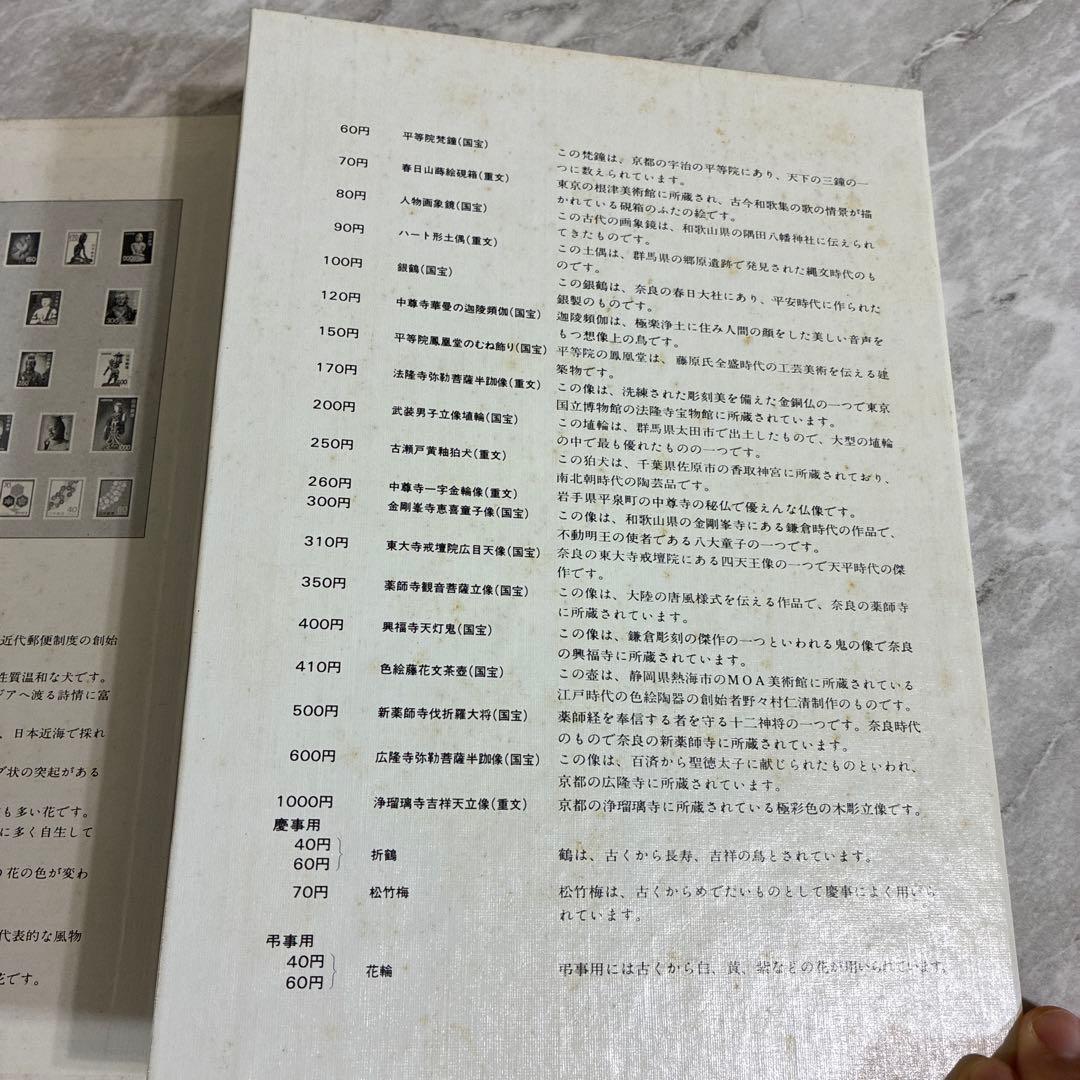 近代郵便制度の創始
性質温和な犬です。
ジアへ渡る詩情に富
、日本近海で採れ
グ状の突起がある
も多い花です。
に多く自生して
り花の色が変わ
代表的な風物
花です。
60円 平等院梵鐘(国宝) この梵鐘は、京都の宇治の平等院にあり、天下の三鐘の一
つに数えられています。
70円 春日山蒔絵硯箱(重文) 東京の根津美術館に所蔵され、古今和歌集の歌の情景が描
かれている硯箱のふたの絵です。
80円 人物画象鏡(国宝) この古代の画象鏡は、和歌山県の隅田八幡神社に伝えられ
てきたものです。
90円 ハート形土偶(重文) この土偶は、群馬県の郷原遺跡で発見された縄文時代のも
のです。
100円 銀鶴(国宝) この銀鶴は、奈良の春日大社にあり、平安時代に作られた
銀製のものです。
120円 中尊寺華曼の迦陵頻伽(国宝) 迦陵頻伽は、極楽浄土に住み人間の顔をした美しい音声を
もつ想像上の鳥です。
150円 平等院鳳凰堂のむね飾り(国宝) 平等院の鳳凰堂は、藤原氏全盛時代の工芸美術を伝える建
築物です。
170円 法隆寺弥勒菩薩半跏像(重文) この像は、洗練された彫刻美を備えた金銅仏の一つで東京
国立博物館の法隆寺宝物館に所蔵されています。
200円 武装男子立像埴輪(国宝) この埴輪は、群馬県太田市で出土したもので、大型の埴輪
の中で最も優れたものの一つです。
250円 古瀬戸黄釉狛犬(重文) この狛犬は、千葉県佐原市の香取神宮に所蔵されており、
南北朝時代の陶芸品です。
260円 中尊寺一字金輪像(重文) 岩手県平泉町の中尊寺の秘仏で優えんな仏像です。
300円 金剛峯寺恵喜童子像(国宝) この像は、和歌山県の金剛峯寺にある鎌倉時代の作品で、
不動明王の使者である八大童子の一つです。
310円 東大寺戒壇院広目天像(国宝) 奈良の東大寺戒壇院にある四天王像の一つで天平時代の傑
作です。
350円 薬師寺観音菩薩立像(国宝) この像は、大陸の唐風様式を伝える作品で、奈良の薬師寺
に所蔵されています。
400円 興福寺天灯鬼(国宝) この像は、鎌倉彫刻の傑作の一つといわれる鬼の像で奈良
の興福寺に所蔵されています。
410円 色絵藤花文茶壺(国宝) この壺は、静岡県熱海市のMOA美術館に所蔵されている
江戸時代の色絵陶器の創始者野々村仁清制作のものです。
500円 新薬師寺伐折羅大将(国宝) 薬師経を奉信する者を守る十二神将の一つです。奈良時代
のもので奈良の新薬師寺に所蔵されています。
600円 広隆寺弥勒菩薩半跏像(国宝) この像は、百済から聖徳太子に献じられたものといわれ、
京都の広隆寺に所蔵されています。
1000円 浄瑠璃寺吉祥天立像(重文) 京都の浄瑠璃寺に所蔵されている極彩色の木彫立像です。
慶事用
40円
60円 折鶴 鶴は、古くから長寿、吉祥の鳥とされています。
70円 松竹梅 松竹梅は、古くからめでたいものとして慶事によく用いら
れています。
弔事用
40円
60円 花輪 弔事用には古くから白、黄、紫などの花が用いられています。